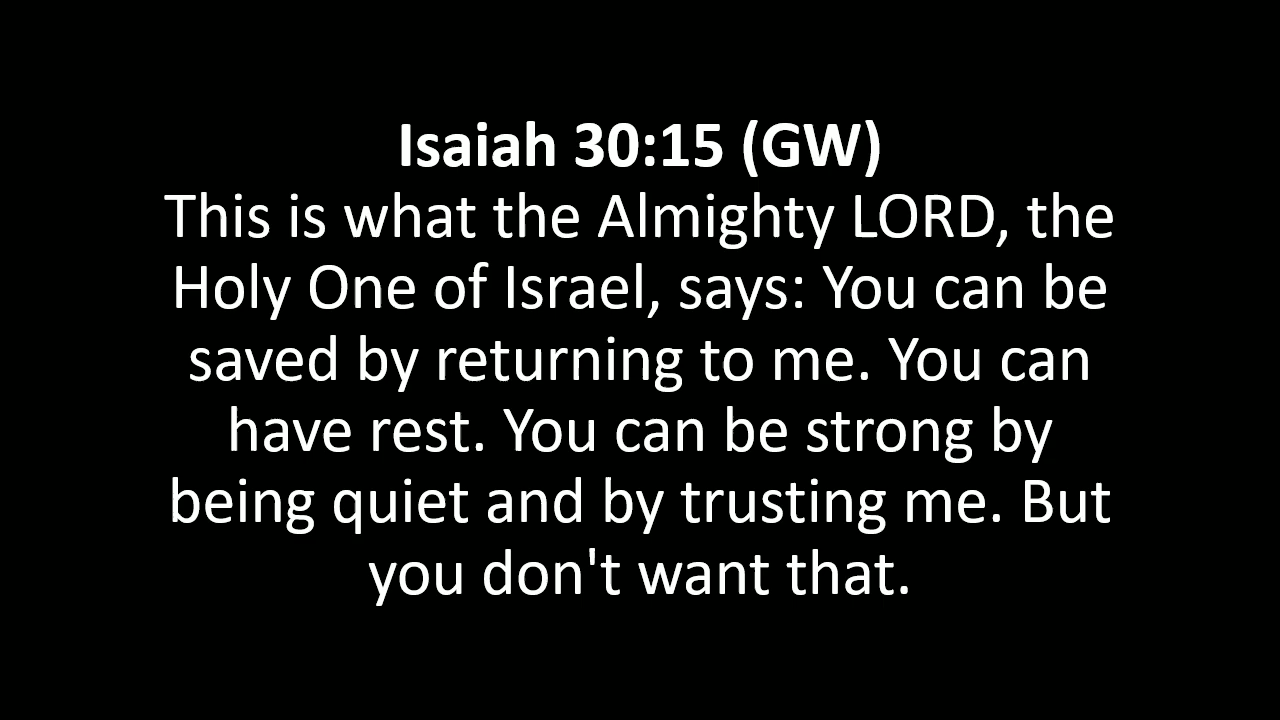 Isaiah 30:15 (GW)
This is what the Almighty LORD, the
Holy One of Israel, says: You can be
saved by returning to me. You can
have rest. You can be strong by
being quiet and by trusting me. But
you don't want that.